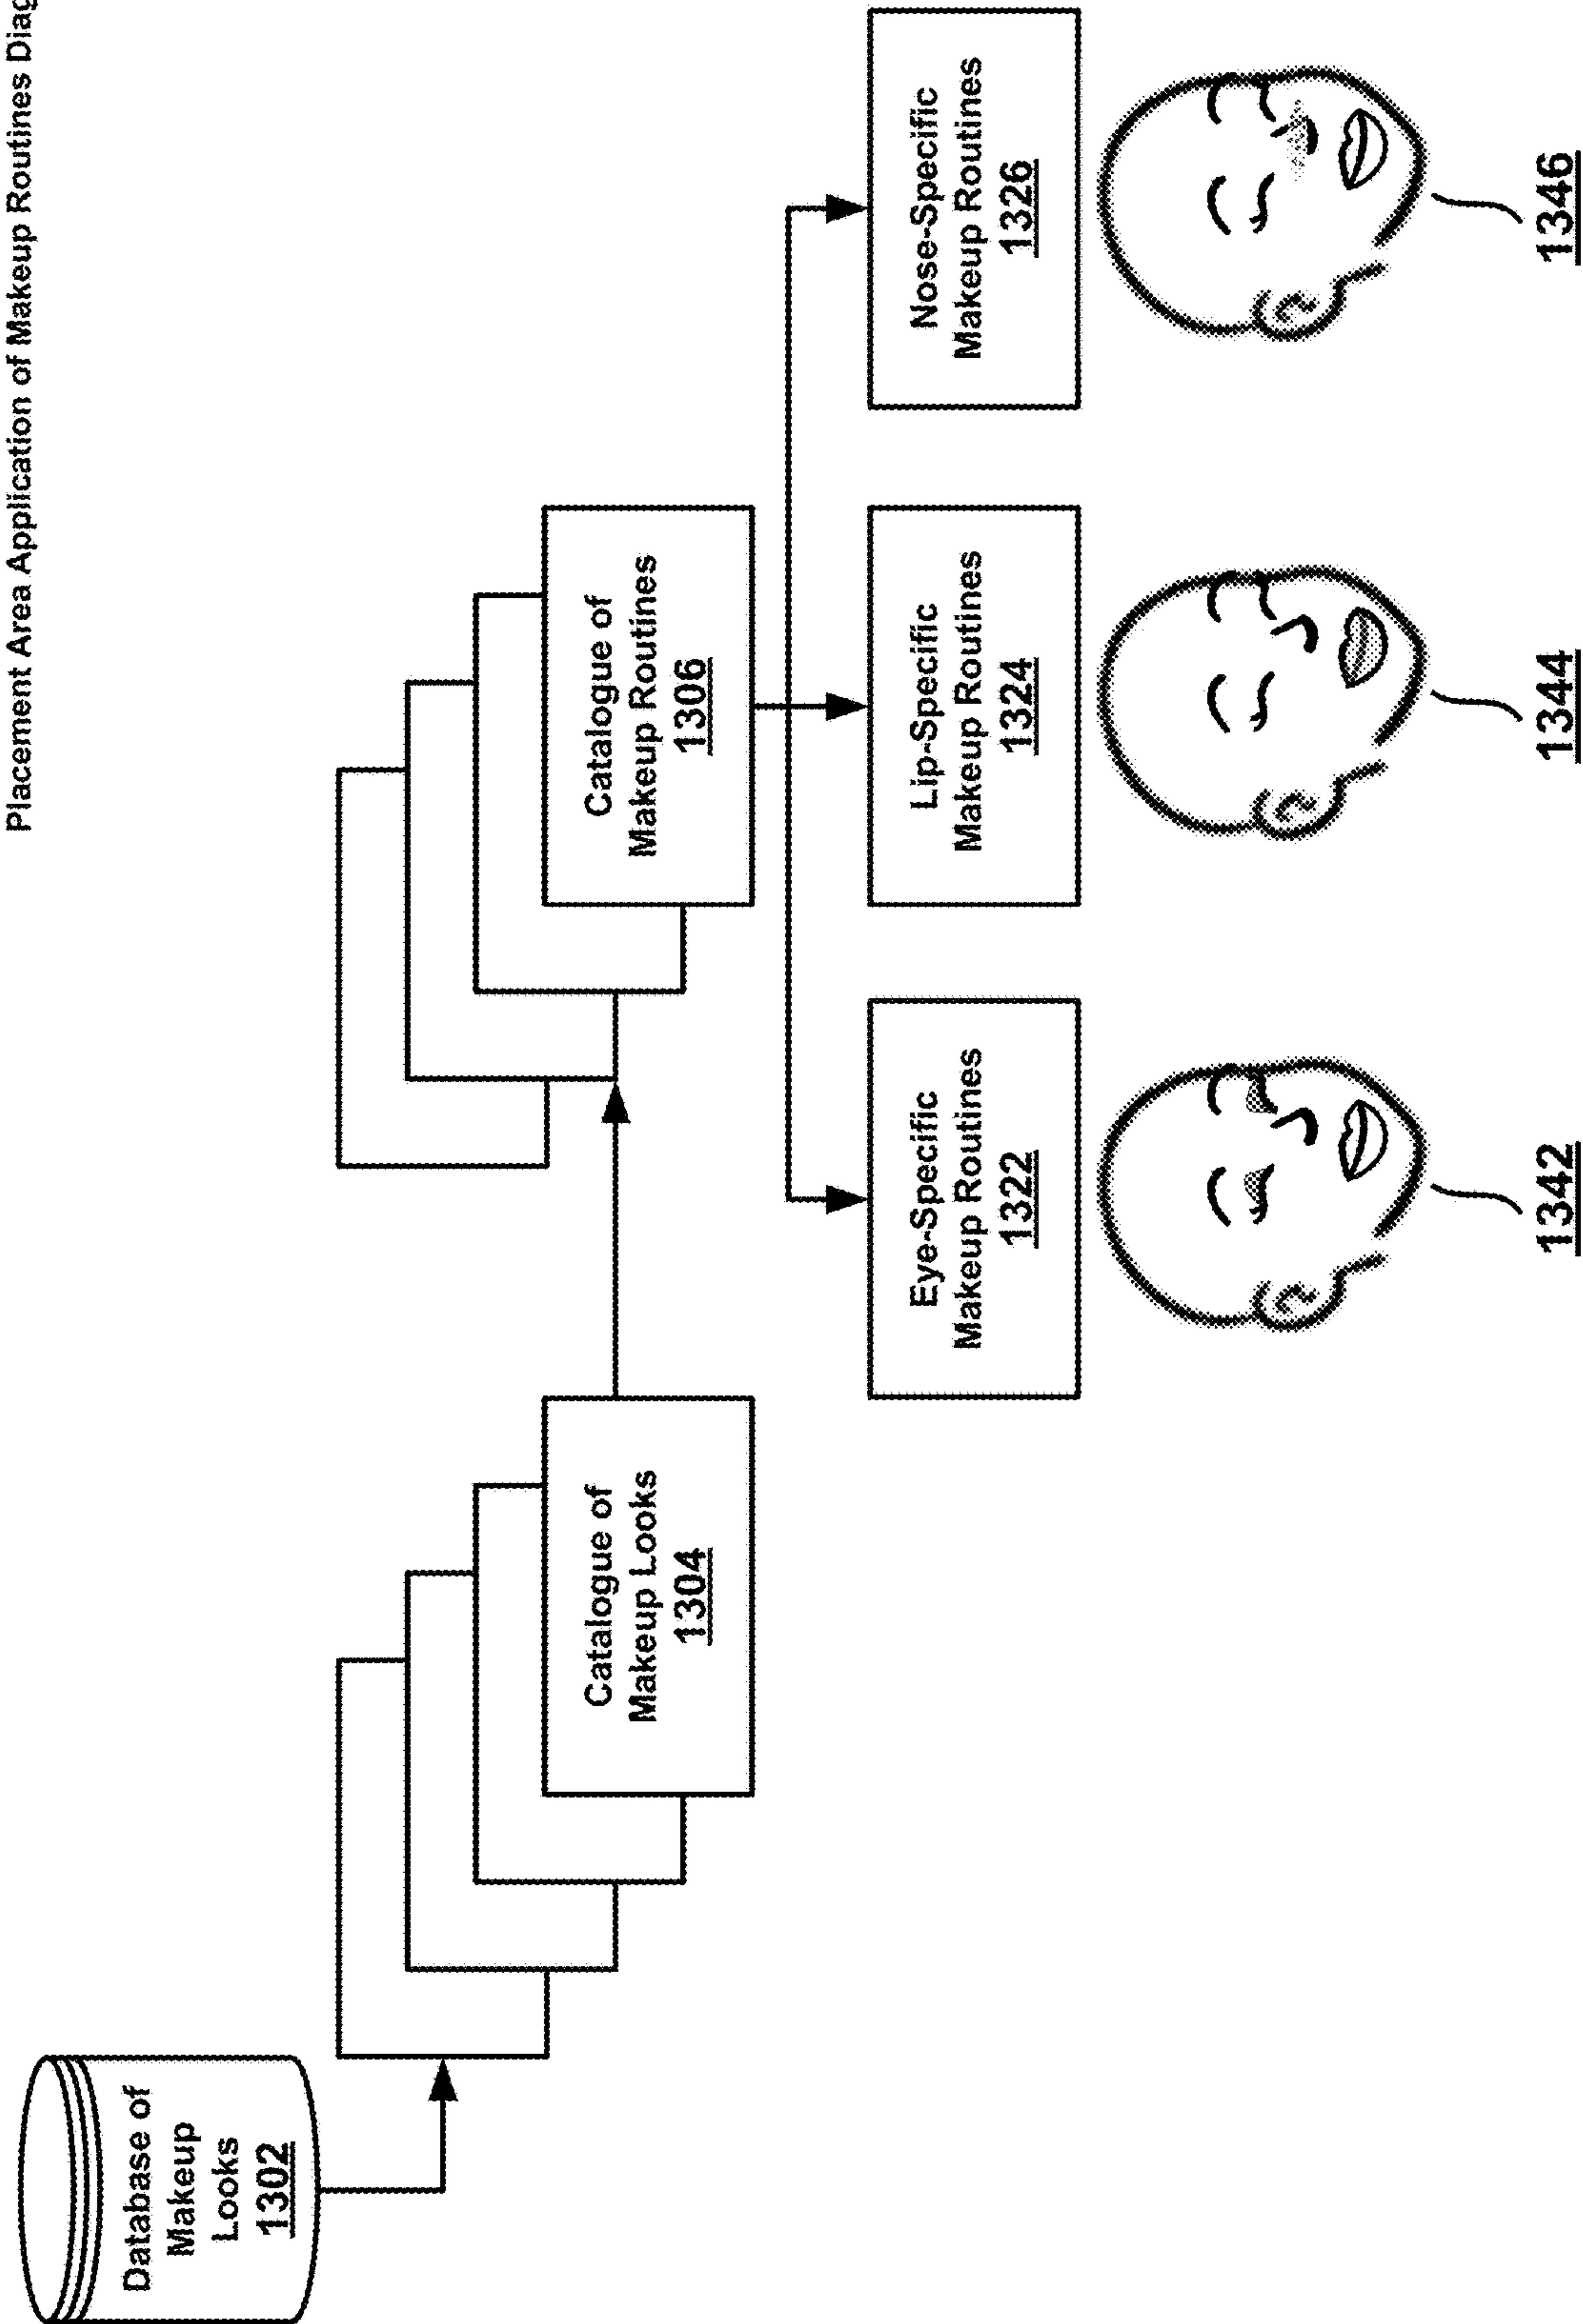 Placement Area Application of Makeup Routines
Database of
Makeup
Looks
1302
Catalogue of
Makeup Looks
1304
Catalogue of
Makeup Routines
1306
Eye-Specific
Makeup Routines
1322
Lip-Specific
Makeup Routines
1324
Nose-Specific
Makeup Routines
1326
1342
1344
1346